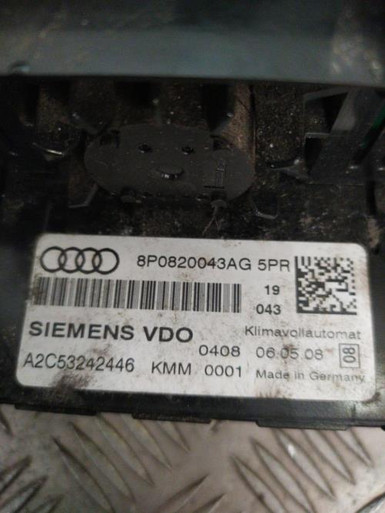 8P0820043AG 5PR
19
043
SIEMENS VDO
Klimavollautomat
0408 06.05.08 08
A2C53242446 KMM 0001 Made in Germany